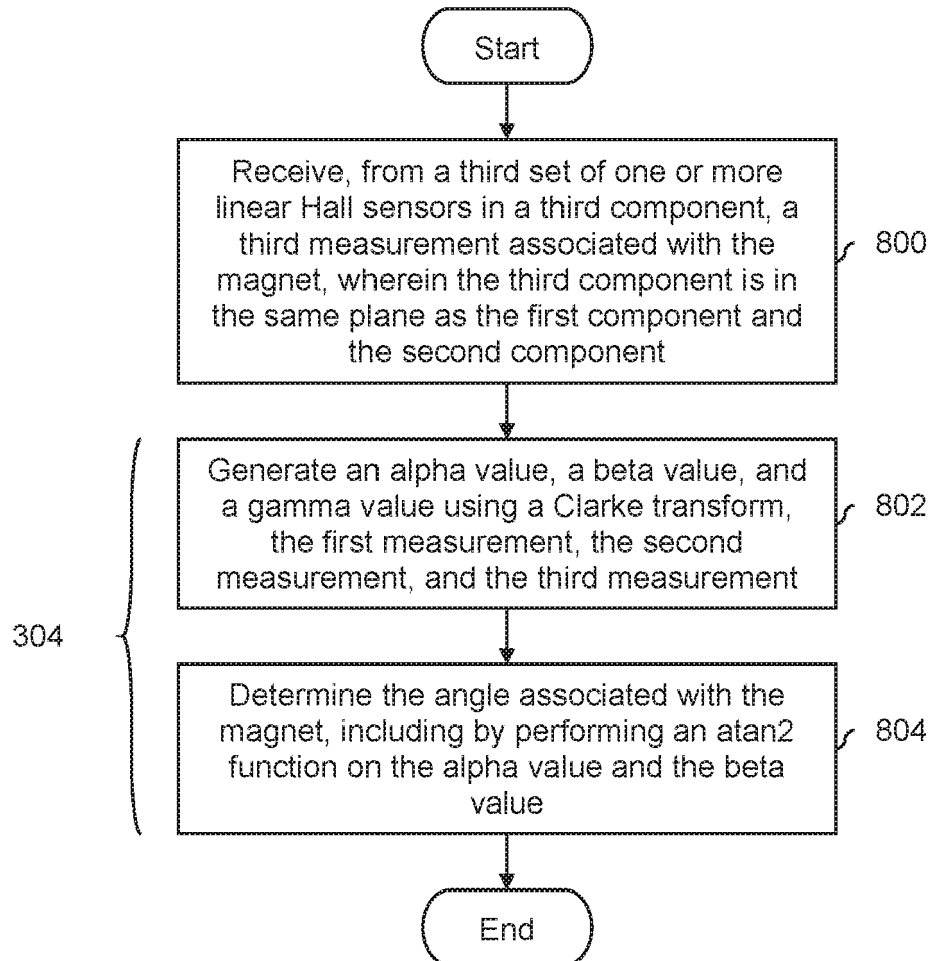 Start
Receive, from a third set of one or more
linear Hall sensors in a third component, a
third measurement associated with the
magnet, wherein the third component is in
the same plane as the first component and
the second component
800
Generate an alpha value, a beta value, and
a gamma value using a Clarke transform,
the first measurement, the second
measurement, and the third measurement
802
304
Determine the angle associated with the
magnet, including by performing an atan2
function on the alpha value and the beta
value
804
End